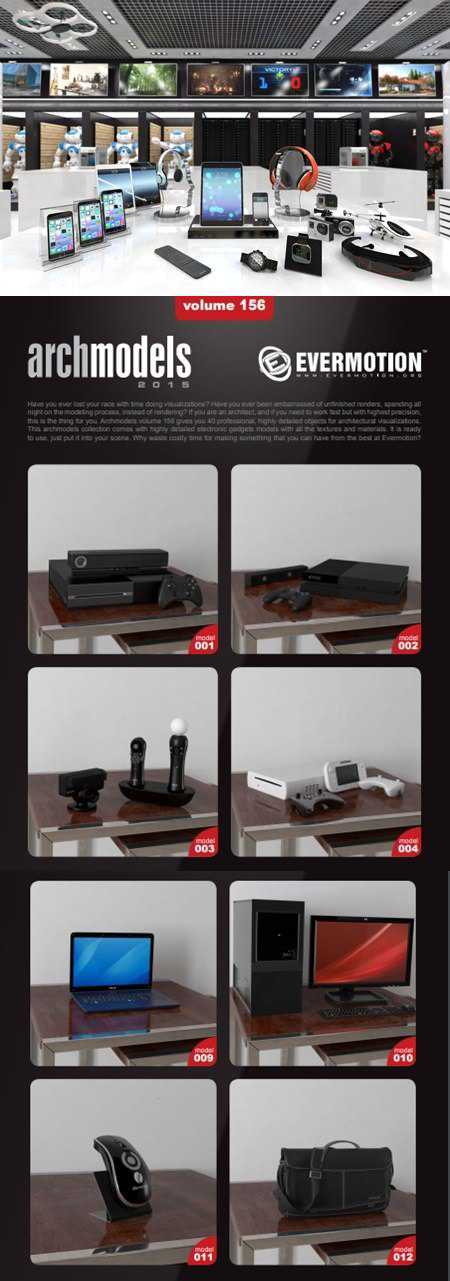 VICTORY!!!
1 0
volume 156
archmodels
2015
EVERMOTION™
WWW.EVERMOTION.ORG
Have you ever lost your race with time doing visualizations? Have you ever been embarrassed of unfinished renders, spending all
night on the modeling process, instead of rendering? If you are an architect, and if you need to work fast but with highest precision,
this is the thing for you. Archmodels volume 156 gives you 40 professional, highly detailed objects for architectural visualizations.
This archmodels collection comes with highly detailed electronic gadgets models with all the textures and materials. It is ready
to use, just put it into your scene. Why waste costly time for making something that you can have from the best at Evermotion?
model
001
model
002
model
003
model
004
model
009
model
010
model
011
model
012